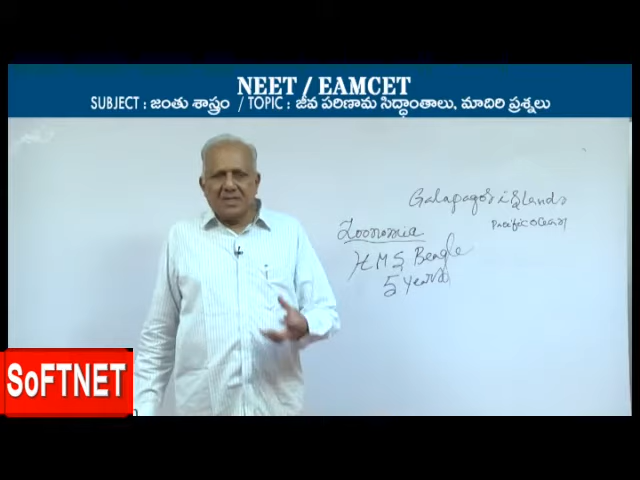 NEET / EAMCET
SUBJECT : జంతు శాస్త్రం / TOPIC : జీవ పరిణామ సిద్ధాంతాలు, మాదిరి ప్రశ్నలు
Galapagos islands
Pacific ocean
Zoonomia
HMS Beagle
5 years
SoFTNET